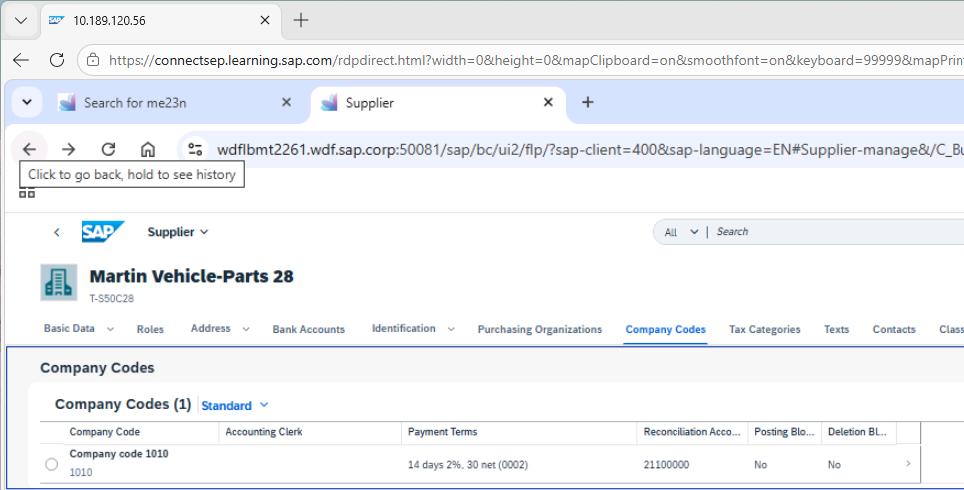 10.189.120.56
https://connectsep.learning.sap.com/rdpdirect.html?width=0&height=0&mapClipboard=on&smoothfont=on&keyboard=99999&mapPrin
Search for me23n
Supplier
wdflbmt2261.wdf.sap.corp:50081/sap/bc/ui2/flp/?sap-client=400&sap-language=EN#Supplier-manage&/C_Bu
Click to go back, hold to see history
SAP Supplier All Search
Martin Vehicle-Parts 28
T-S50C28
Basic Data Roles Address Bank Accounts Identification Purchasing Organizations Company Codes Tax Categories Texts Contacts Class
Company Codes
Company Codes (1) Standard
Company Code Accounting Clerk Payment Terms Reconciliation Acco... Posting Blo... Deletion Bl...
Company code 1010
1010 14 days 2%, 30 net (0002) 21100000 No No